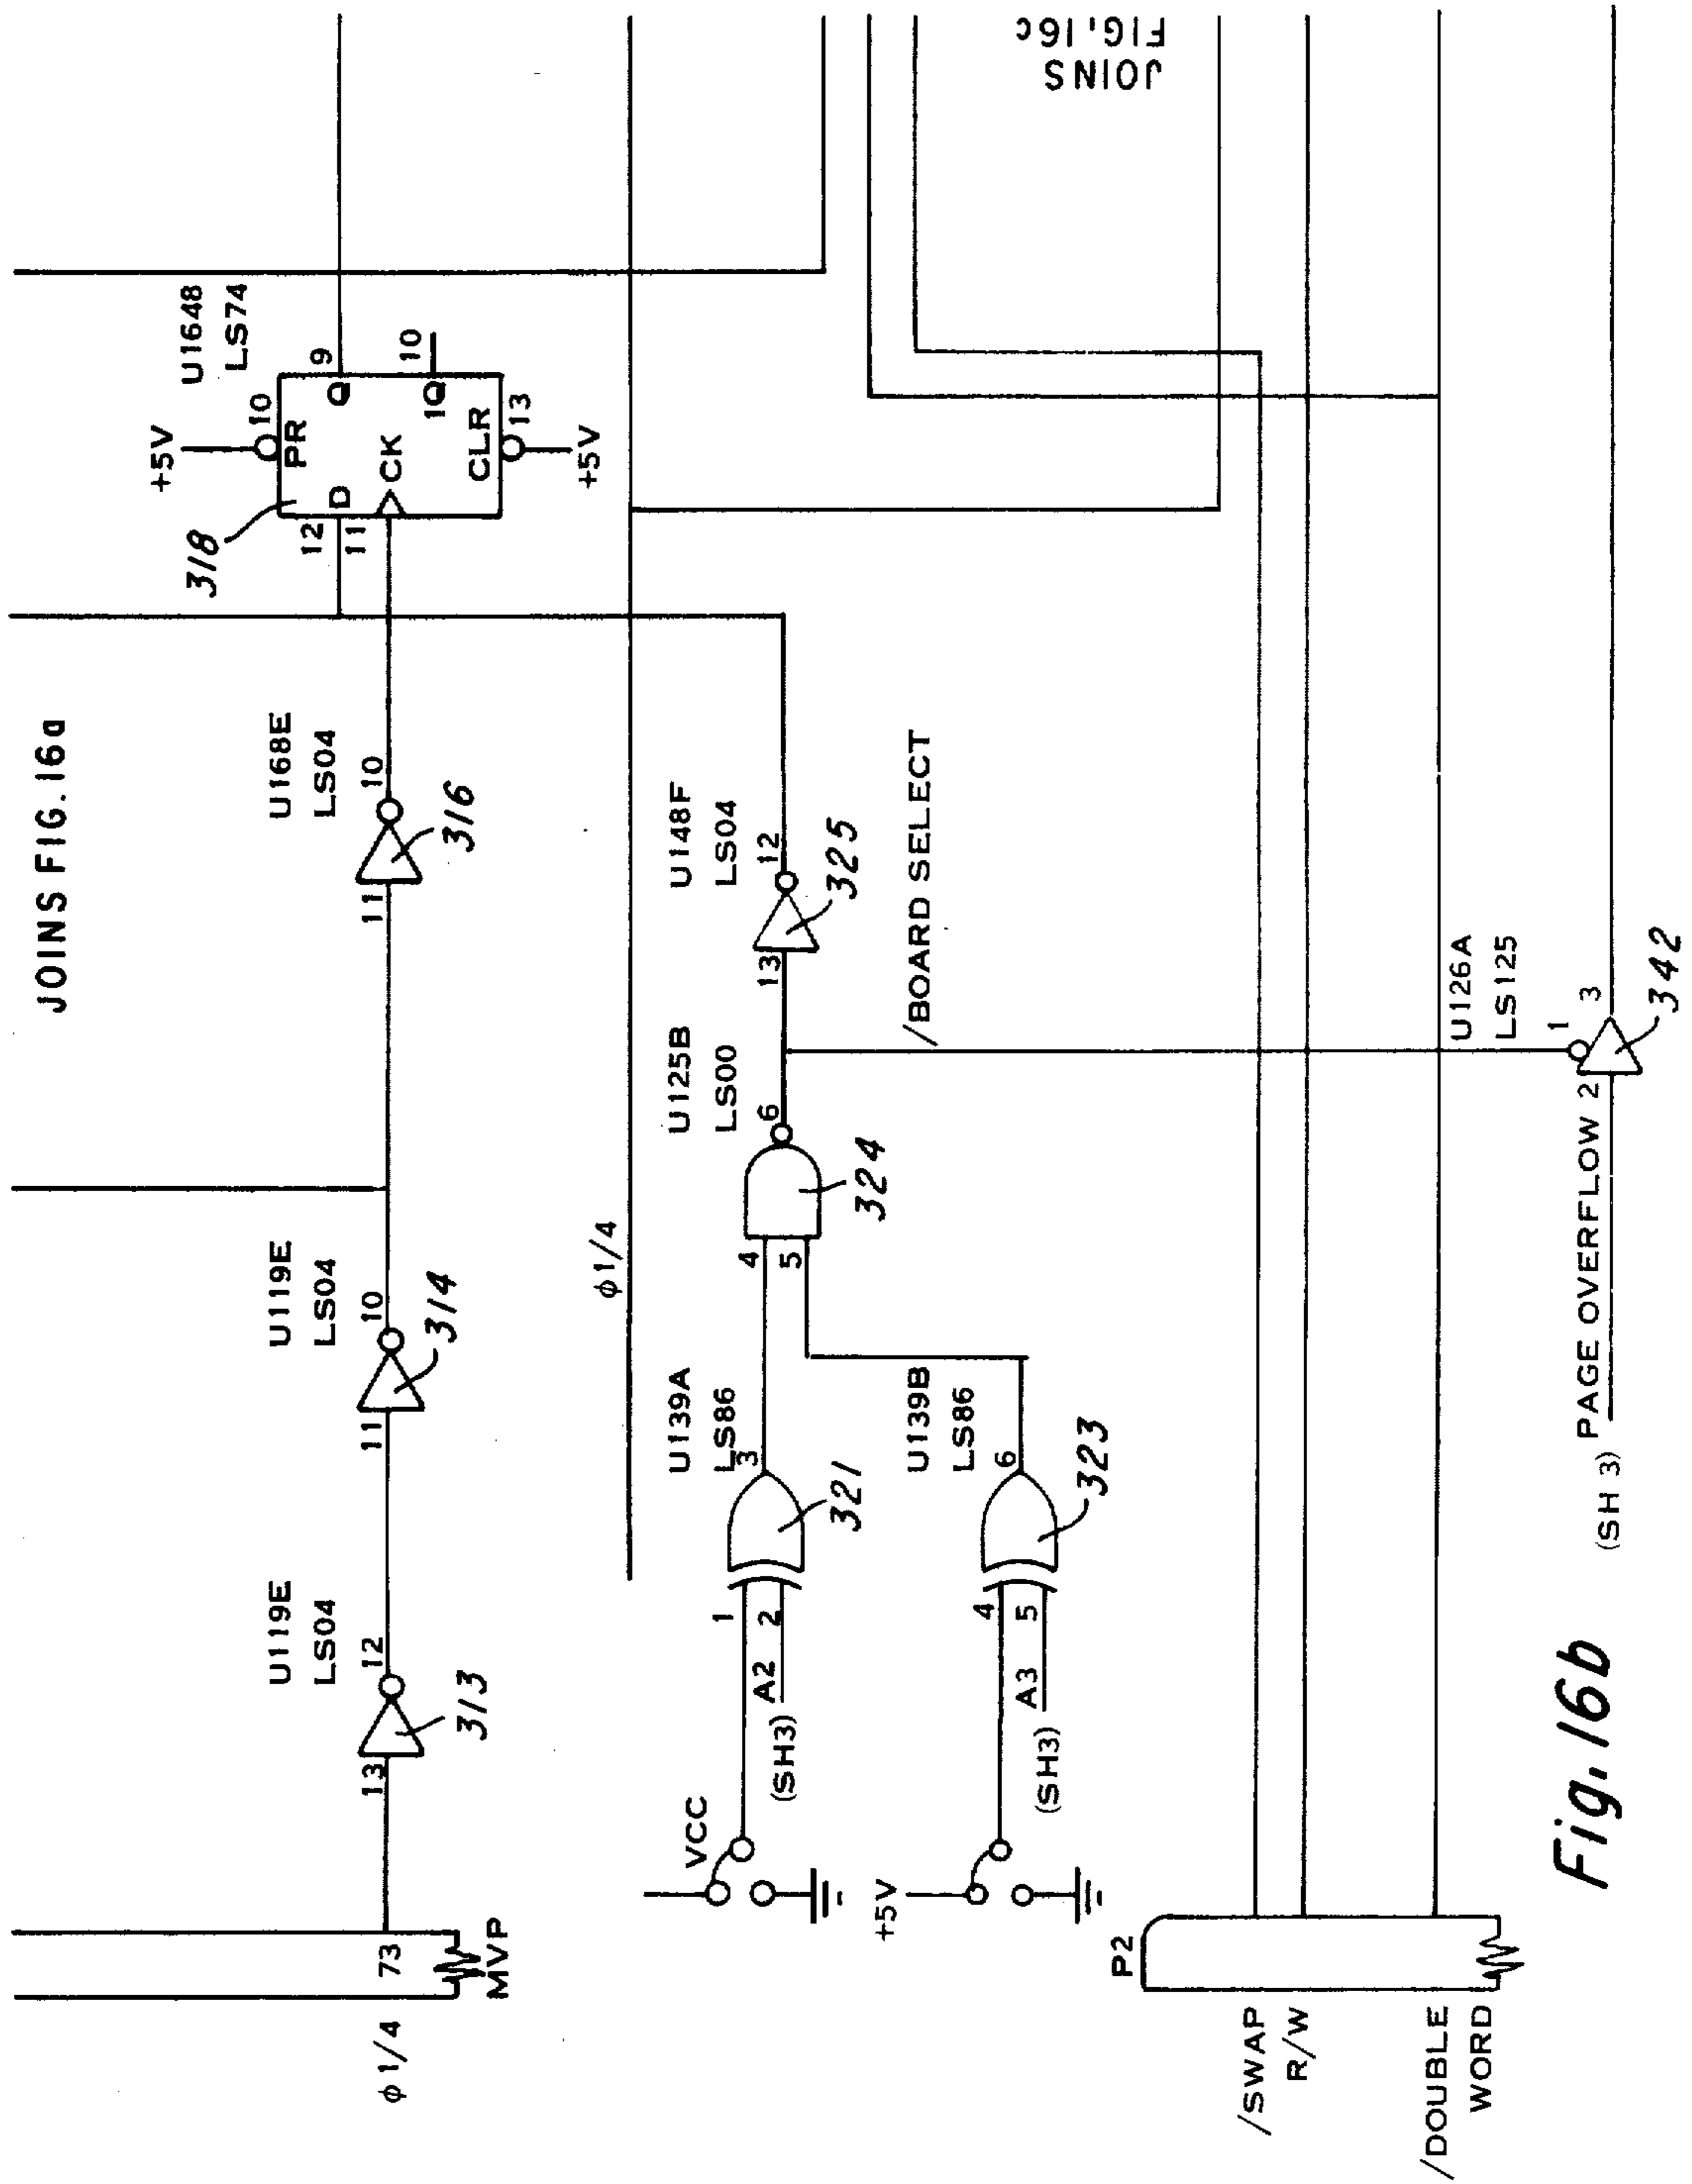 JOINS FIG. 16a
φ 1/4
73
MVP
13
U119E
LS04
12
313
11
U119E
LS04
10
314
11
U168E
LS04
10
316
U1648
LS74
318
+5V
10
PR
12
D
11
CK
Q
9
1Q
10
CLR
13
+5V
φ 1/4
VCC
1
2
(SH3) A2
U139A
LS86
3
321
+5V
4
5
(SH3) A3
U139B
LS86
6
323
4
5
U125B
LS00
6
324
13
U148F
LS04
12
325
/BOARD SELECT
JOINS
FIG. 16c
P2
/SWAP
R/W
/DOUBLE
WORD
(SH 3) PAGE OVERFLOW 2
1
U126A
LS125
3
342
Fig. 16b